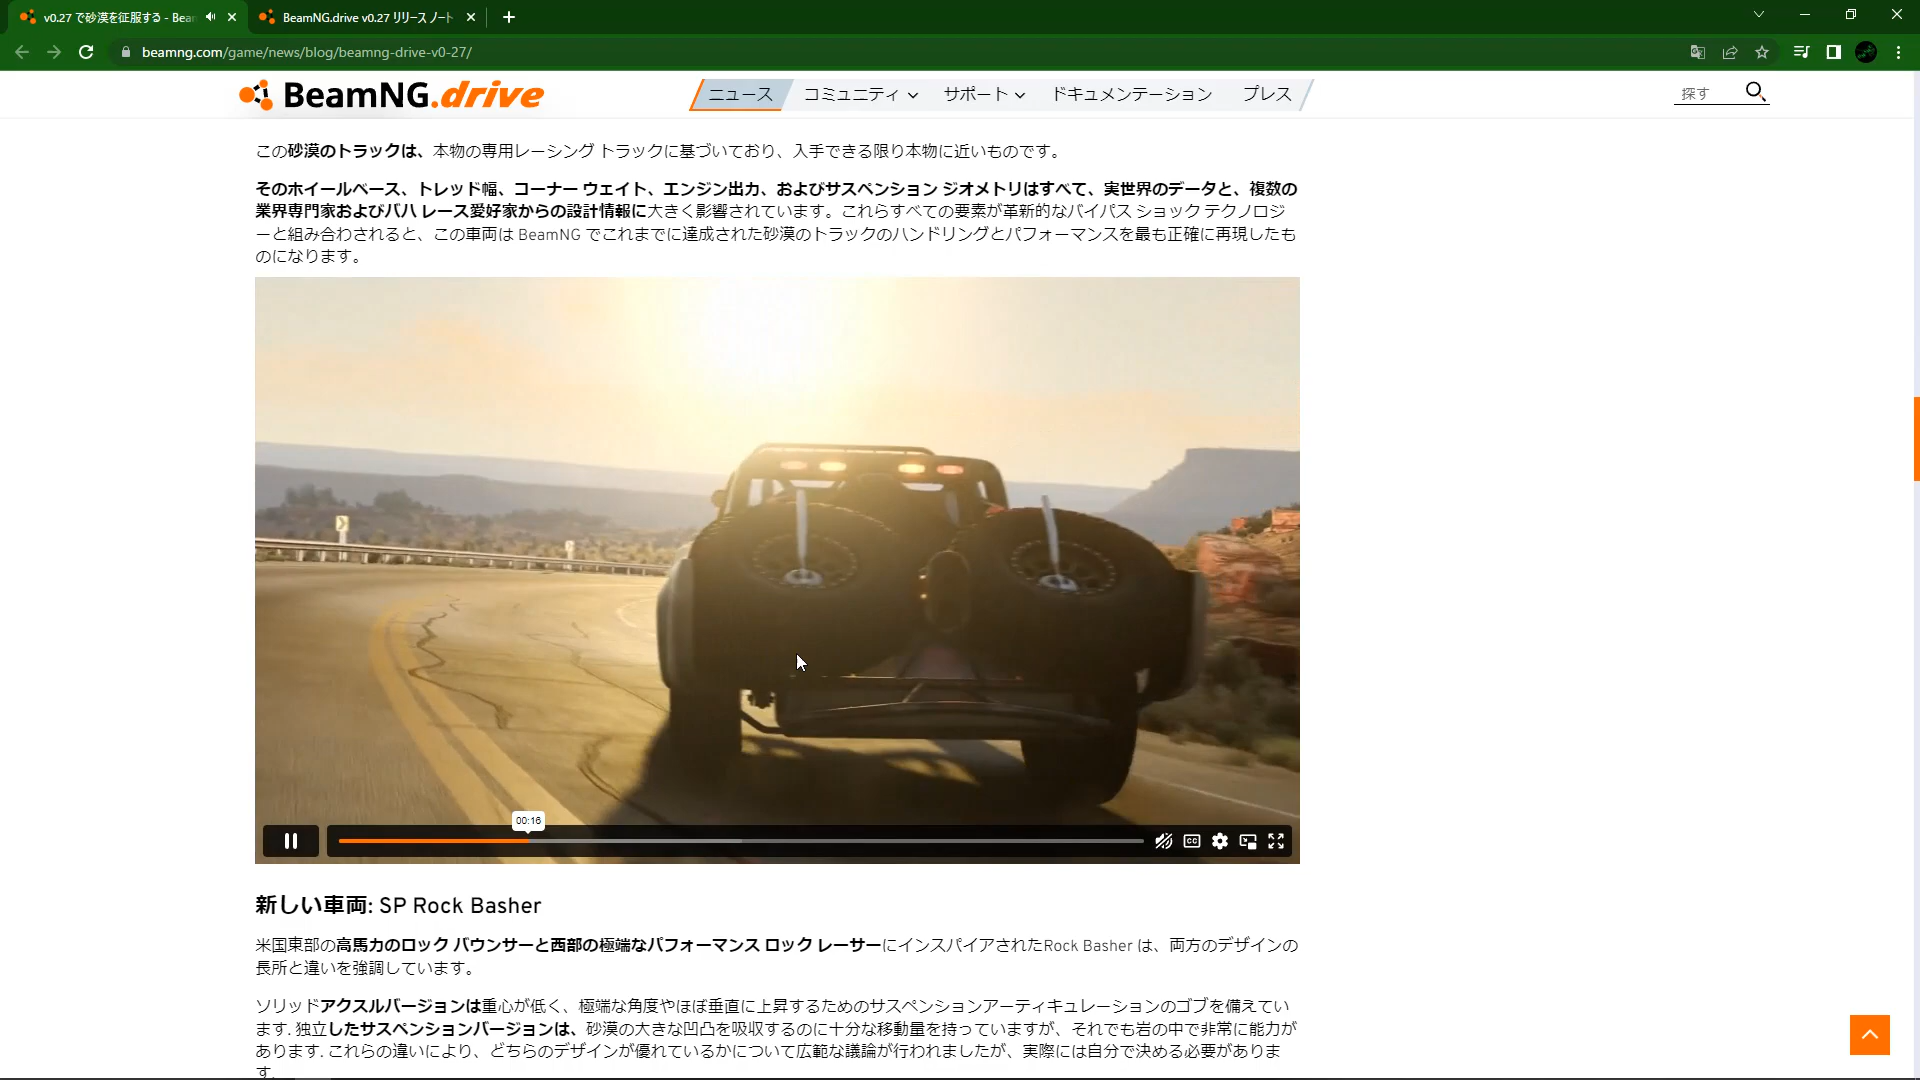 v0.27 で砂漠を征服する - Bea
BeamNG.drive v0.27 リリース ノート
beamng.com/game/news/blog/beamng-drive-v0-27/
BeamNG.drive
ニュース コミュニティ サポート ドキュメンテーション プレス
探す
この砂漠のトラックは、本物の専用レーシング トラックに基づいており、入手できる限り本物に近いものです。
そのホイールベース、トレッド幅、コーナー ウェイト、エンジン出力、およびサスペンション ジオメトリはすべて、実世界のデータと、複数の
業界専門家およびバハ レース愛好家からの設計情報に大きく影響されています。これらすべての要素が革新的なバイパス ショック テクノロジ
ーと組み合わされると、この車両は BeamNG でこれまでに達成された砂漠のトラックのハンドリングとパフォーマンスを最も正確に再現したも
のになります。
00:16
CC
新しい車両: SP Rock Basher
米国東部の高馬力のロック バウンサーと西部の極端なパフォーマンス ロック レーサーにインスパイアされたRock Basher は、両方のデザインの
長所と違いを強調しています。
ソリッドアクスルバージョンは重心が低く、極端な角度やほぼ垂直に上昇するためのサスペンションアーティキュレーションのゴブを備えてい
ます. 独立したサスペンションバージョンは、砂漠の大きな凹凸を吸収するのに十分な移動量を持っていますが、それでも岩の中で非常に能力が
あります. これらの違いにより、どちらのデザインが優れているかについて広範な議論が行われましたが、実際には自分で決める必要がありま
す.